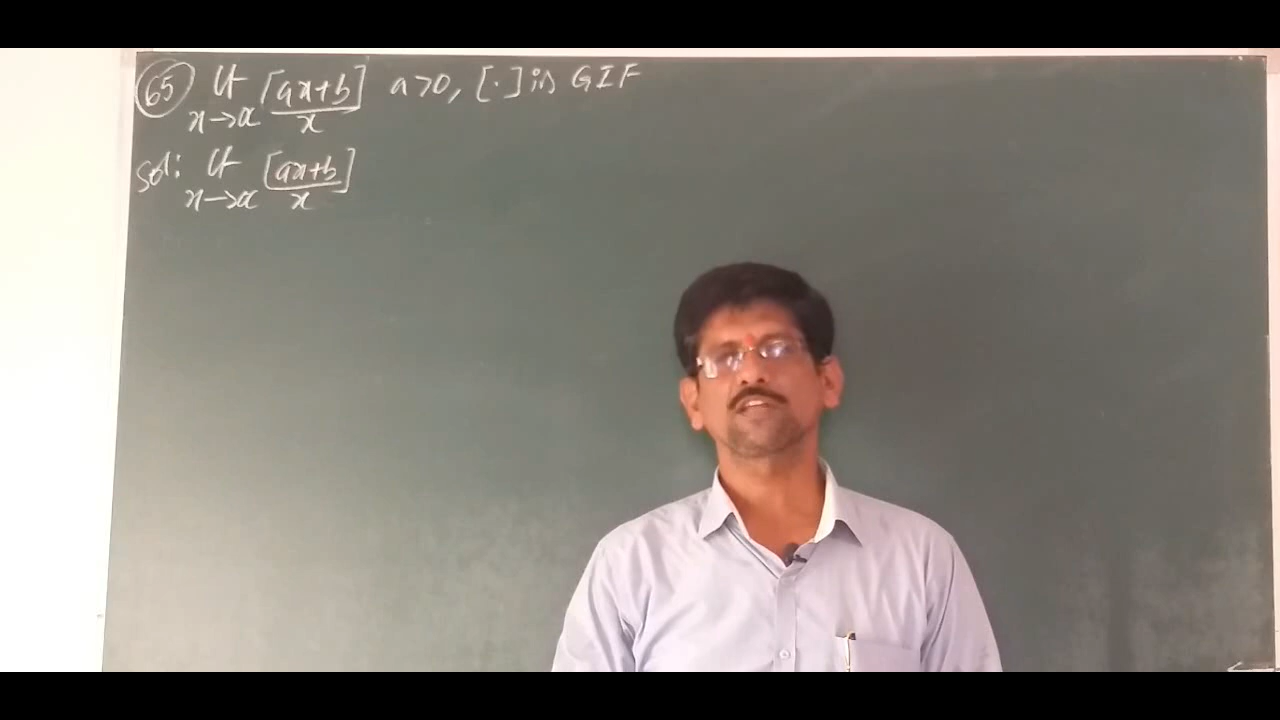 65 Lt [ax+b]/x a>0, [.] is GIF
x→α
Sol: Lt [ax+b]/x
x→α